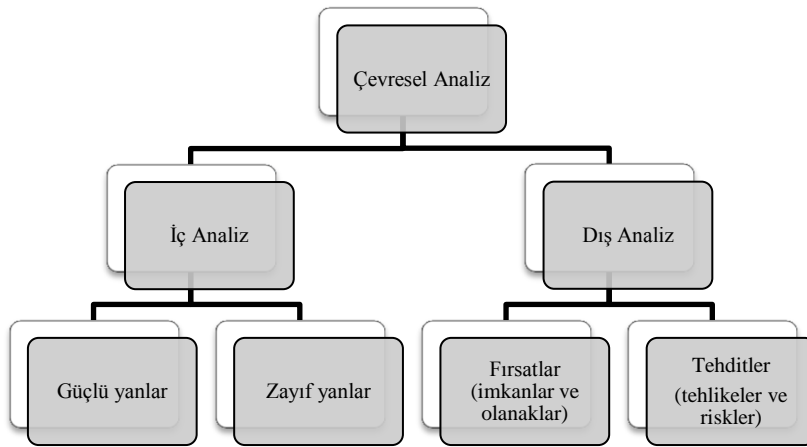 Çevresel Analiz
İç Analiz
Dış Analiz
Güçlü yanlar
Zayıf yanlar
Fırsatlar
(imkanlar ve
olanaklar)
Tehditler
(tehlikeler ve
riskler)